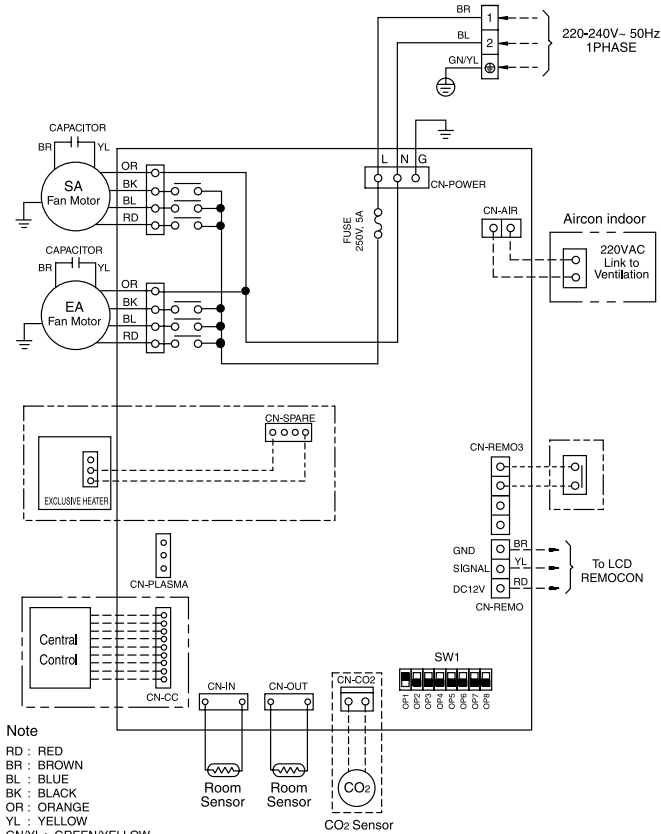 BR
1
220-240V~ 50Hz
1PHASE
BL
2
GN/YL
CAPACITOR
BR
YL
SA
Fan Motor
OR
BK
BL
RD
L N G
CN-POWER
FUSE
250V, 5A
CN-AIR
Aircon indoor
220VAC
Link to
Ventilation
CAPACITOR
BR
YL
EA
Fan Motor
OR
BK
BL
RD
CN-SPARE
EXCLUSIVE HEATER
CN-REMO3
CN-PLASMA
GND
BR
SIGNAL
YL
DC12V
RD
CN-REMO
To LCD
REMOCON
Central
Control
CN-CC
CN-IN
CN-OUT
CN-CO2
SW1
OP1 OP2 OP3 OP4 OP5 OP6 OP7 OP8
Room
Sensor
Room
Sensor
CO2
CO2 Sensor
Note
RD : RED
BR : BROWN
BL : BLUE
BK : BLACK
OR : ORANGE
YL : YELLOW
GN/YL : GREEN/YELLOW